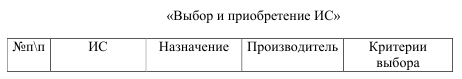 «Выбор и приобретение ИС»
№п\п ИС Назначение Производитель Критерии
выбора